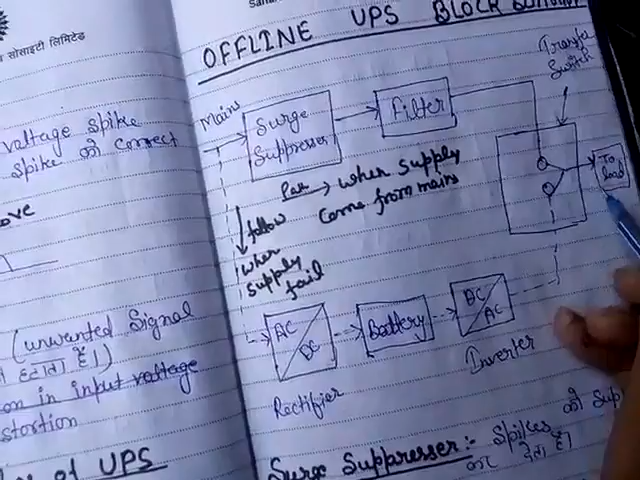 सोसाइटी लिमिटेड
voltage spike
spike को correct
ove
(unwanted Signal
हटाता है।)
on in input voltage
stortion
of UPS
OFFLINE UPS BLOCK
Transfer
Switch
Mains
Surge
Suppresser
Filter
To
load
Path → When Supply
Come from mains
follow
when
supply
fail
AC
DC
Rectifier
Battery
DC
AC
Inverter
Surge Suppresser:- Spikes को Sup
कर देता है।